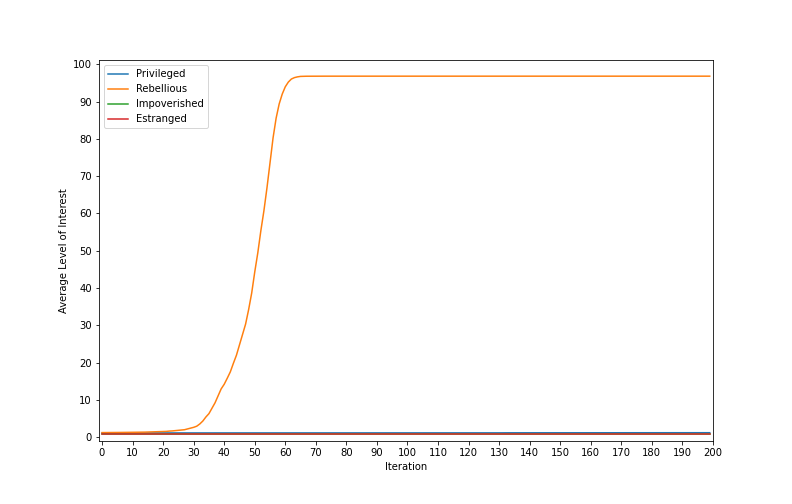 100
90
80
70
60
50
40
30
20
10
0
Average Level of Interest
Privileged
Rebellious
Impoverished
Estranged
0 10 20 30 40 50 60 70 80 90 100 110 120 130 140 150 160 170 180 190 200
Iteration